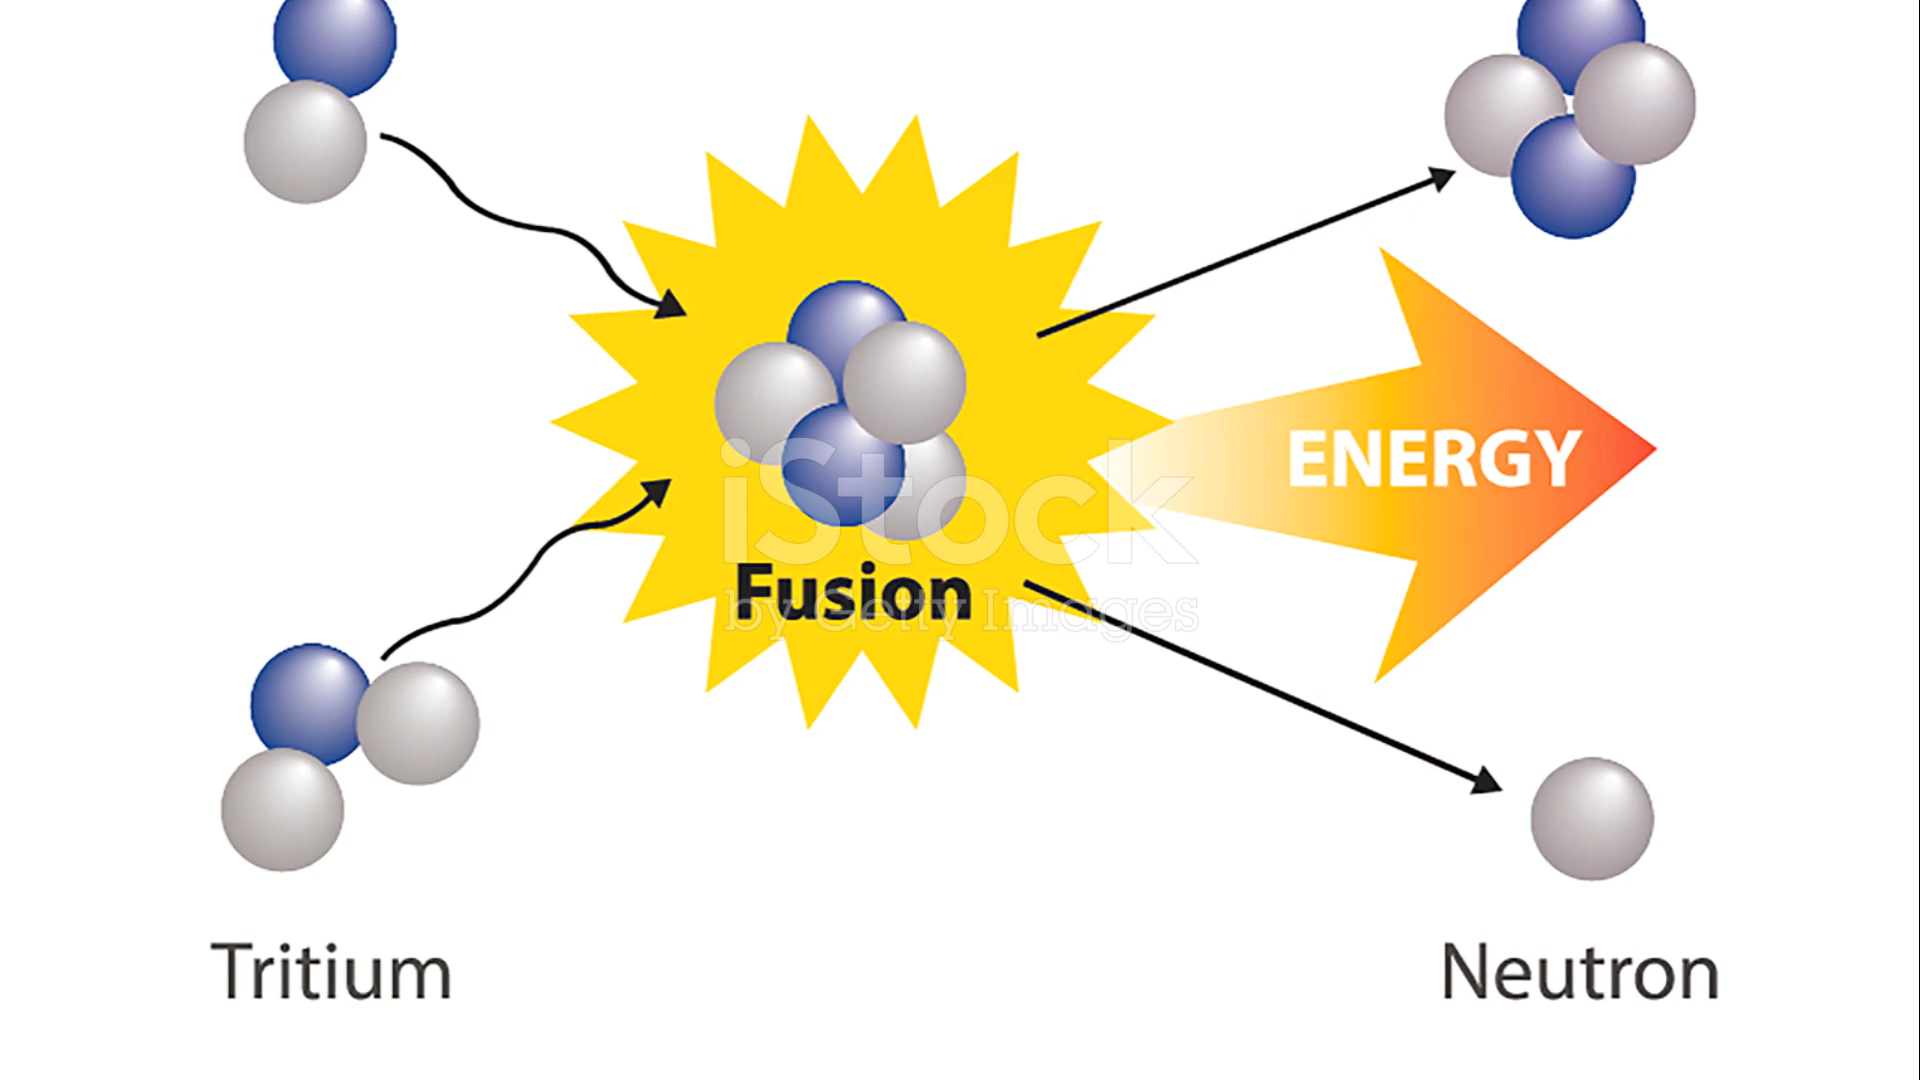 ENERGY
iStock
Fusion
by Getty Images
Tritium
Neutron